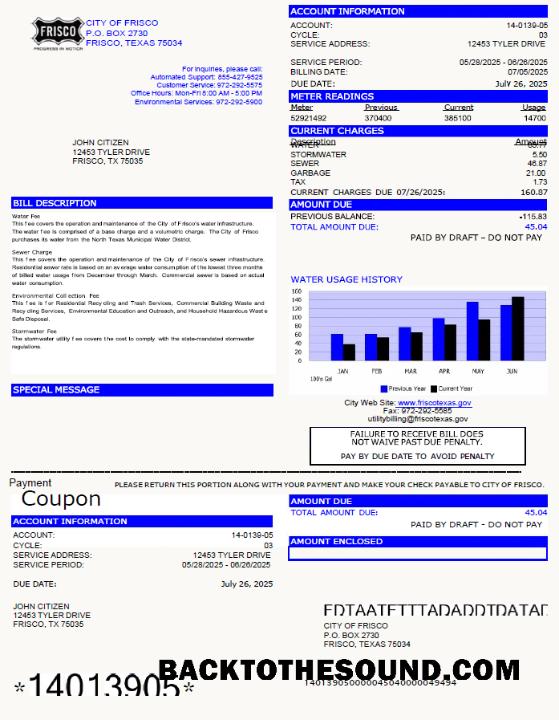 FRISCO
PROGRESS IN MOTION
CITY OF FRISCO
P.O. BOX 2730
FRISCO, TEXAS 75034
For inquiries, please call:
Automated Support: 855-427-9525
Customer Service: 972-292-5575
Office Hours: Mon-Fri 8:00 AM - 5:00 PM
Environmental Services: 972-292-5900
JOHN CITIZEN
12453 TYLER DRIVE
FRISCO, TX 75035
ACCOUNT INFORMATION
ACCOUNT: 14-0139-05
CYCLE: 03
SERVICE ADDRESS: 12453 TYLER DRIVE
SERVICE PERIOD: 05/28/2025 - 06/26/2025
BILLING DATE: 07/05/2025
DUE DATE: July 26, 2025
METER READINGS
Meter Previous Current Usage
52921492 370400 385100 14700
CURRENT CHARGES
Description Amount
WATER
STORMWATER 5.50
SEWER 46.87
GARBAGE 21.00
TAX 1.73
CURRENT CHARGES DUE 07/26/2025: 160.87
AMOUNT DUE
PREVIOUS BALANCE: -115.83
TOTAL AMOUNT DUE: 45.04
PAID BY DRAFT - DO NOT PAY
BILL DESCRIPTION
Water Fee
This fee covers the operation and maintenance of the City of Frisco's water infrastructure.
The water fee is comprised of a base charge and a volumetric charge. The City of Frisco
purchases its water from the North Texas Municipal Water District.
Sewer Charge
This fee covers the operation and maintenance of the City of Frisco's sewer infrastructure.
Residential sewer rate is based on an average water consumption of the lowest three months
of billed water usage from December through March. Commercial sewer is based on actual
water consumption.
Environmental Collection Fee
This fee is for Residential Recycling and Trash Services, Commercial Building Waste and
Recycling Services, Environmental Education and Outreach, and Household Hazardous Waste
Safe Disposal.
Stormwater Fee
The stormwater utility fee covers the cost to comply with the state-mandated stormwater
regulations.
SPECIAL MESSAGE
WATER USAGE HISTORY
160
140
120
100
80
60
40
20
0
JAN FEB MAR APR MAY JUN
100's Gal
Previous Year Current Year
City Web Site: www.friscotexas.gov
Fax: 972-292-5585
utilitybilling@friscotexas.gov
FAILURE TO RECEIVE BILL DOES
NOT WAIVE PAST DUE PENALTY.
PAY BY DUE DATE TO AVOID PENALTY
Payment
Coupon
PLEASE RETURN THIS PORTION ALONG WITH YOUR PAYMENT AND MAKE YOUR CHECK PAYABLE TO CITY OF FRISCO.
ACCOUNT INFORMATION
ACCOUNT: 14-0139-05
CYCLE: 03
SERVICE ADDRESS: 12453 TYLER DRIVE
SERVICE PERIOD: 05/28/2025 - 06/26/2025
DUE DATE: July 26, 2025
AMOUNT DUE
TOTAL AMOUNT DUE: 45.04
PAID BY DRAFT - DO NOT PAY
AMOUNT ENCLOSED
JOHN CITIZEN
12453 TYLER DRIVE
FRISCO, TX 75035
CITY OF FRISCO
P.O. BOX 2730
FRISCO, TEXAS 75034
BACKTOTHESOUND.COM
*14013905*